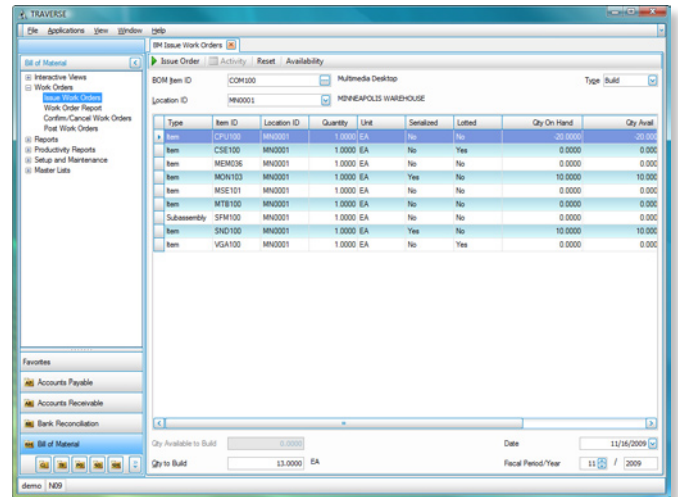 TRAVERSE
File Applications View Window Help
BM Issue Work Orders
Bill of Material
Issue Order Activity Reset Availability
Interactive Views
Work Orders
Issue Work Orders
Work Order Report
Confirm/Cancel Work Orders
Post Work Orders
Reports
Productivity Reports
Setup and Maintenance
Master Lists
BOM Item ID COM100 Multimedia Desktop Type Build
Location ID MN0001 MINNEAPOLIS WAREHOUSE
Type Item ID Location ID Quantity Unit Serialized Lotted Qty On Hand Qty Avail
Item CPU100 MN0001 1.0000 EA No No -20.0000 -20.000
Item CSE100 MN0001 1.0000 EA No Yes 0.0000 0.000
Item MEM036 MN0001 1.0000 EA No No 0.0000 0.000
Item MON103 MN0001 1.0000 EA Yes No 10.0000 10.000
Item MSE101 MN0001 1.0000 EA No No 0.0000 0.000
Item MTB100 MN0001 1.0000 EA No No 0.0000 0.000
Subassembly SFM100 MN0001 1.0000 EA No No 0.0000 0.000
Item SND100 MN0001 1.0000 EA Yes No 10.0000 10.000
Item VGA100 MN0001 1.0000 EA No Yes 0.0000 0.000
Favorites
Accounts Payable
Accounts Receivable
Bank Reconciliation
Bill of Material
Qty Available to Build 0.0000 Date 11/16/2009
Qty to Build 13.0000 EA Fiscal Period/Year 11 / 2009
demo N09